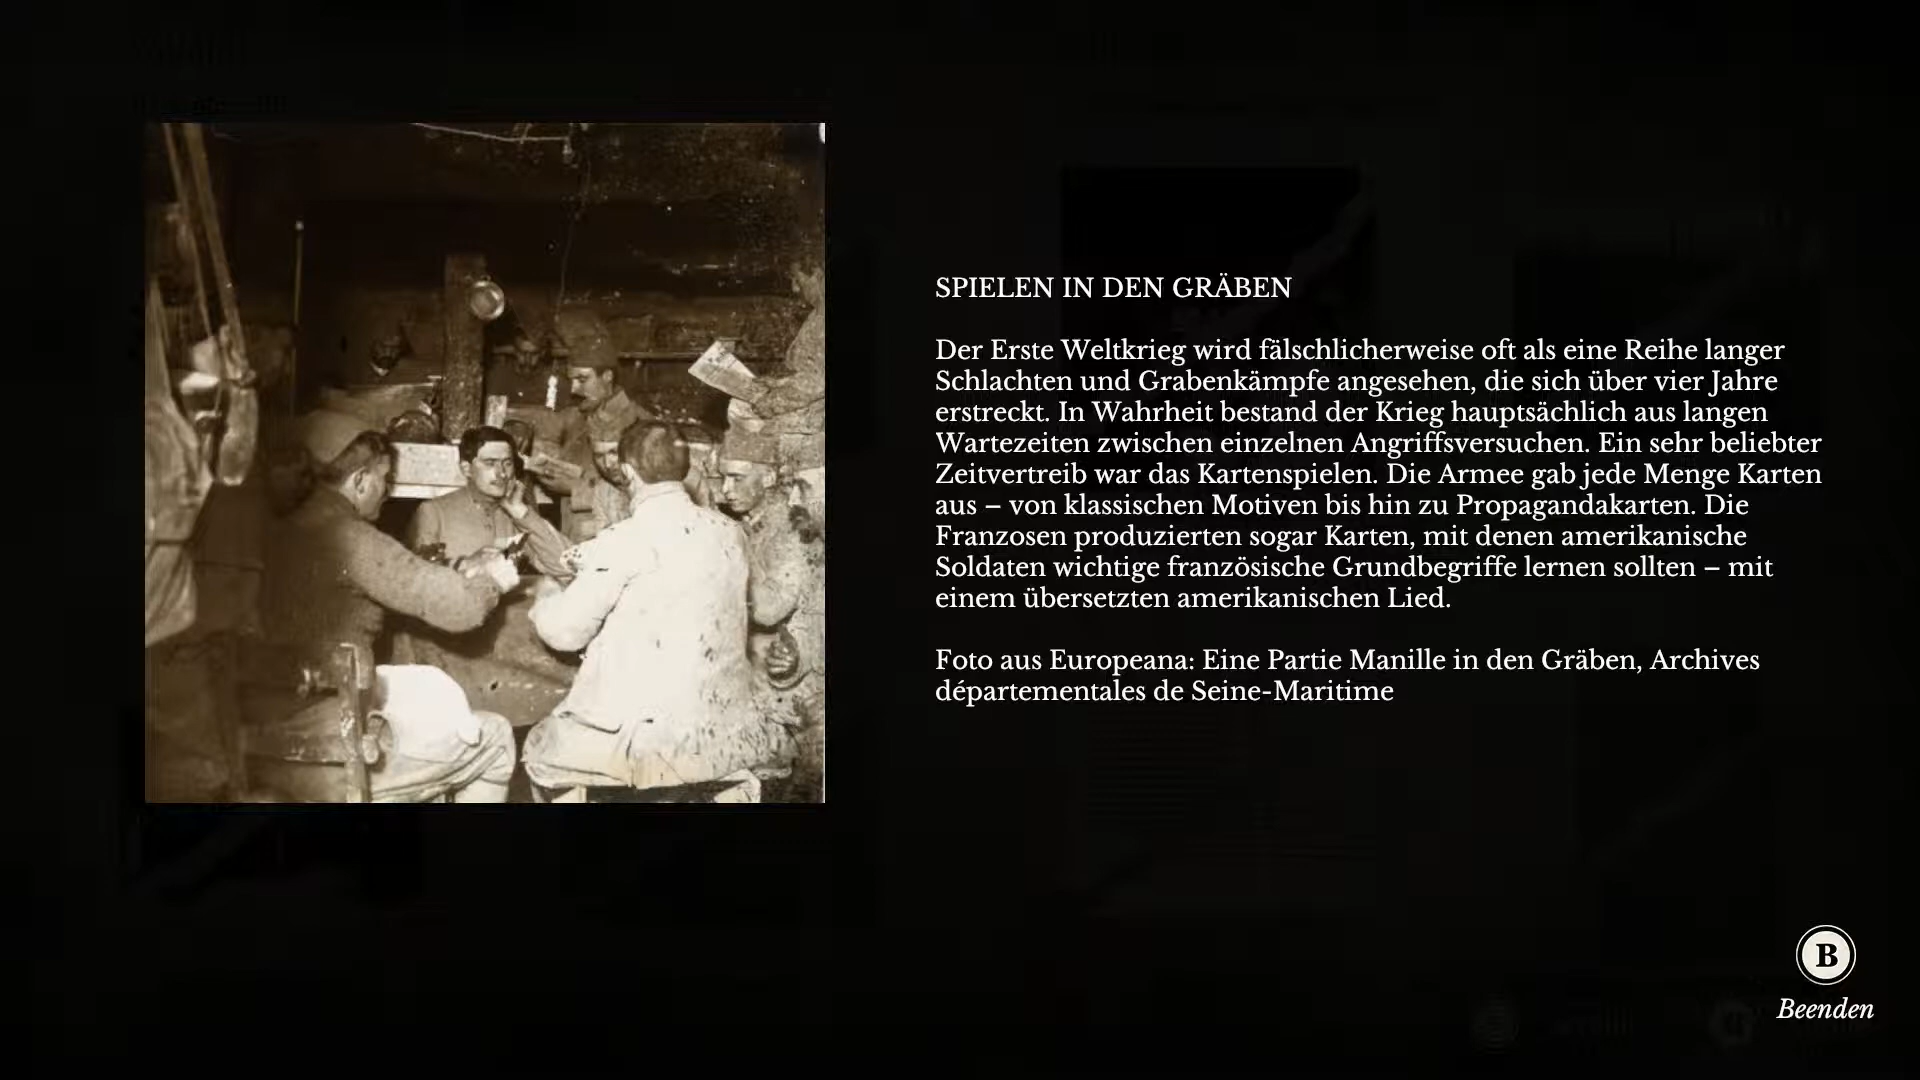 SPIELEN IN DEN GRÄBEN
Der Erste Weltkrieg wird fälschlicherweise oft als eine Reihe langer
Schlachten und Grabenkämpfe angesehen, die sich über vier Jahre
erstreckt. In Wahrheit bestand der Krieg hauptsächlich aus langen
Wartezeiten zwischen einzelnen Angriffsversuchen. Ein sehr beliebter
Zeitvertreib war das Kartenspielen. Die Armee gab jede Menge Karten
aus – von klassischen Motiven bis hin zu Propagandakarten. Die
Franzosen produzierten sogar Karten, mit denen amerikanische
Soldaten wichtige französische Grundbegriffe lernen sollten – mit
einem übersetzten amerikanischen Lied.
Foto aus Europeana: Eine Partie Manille in den Gräben, Archives
départementales de Seine-Maritime
B
Beenden